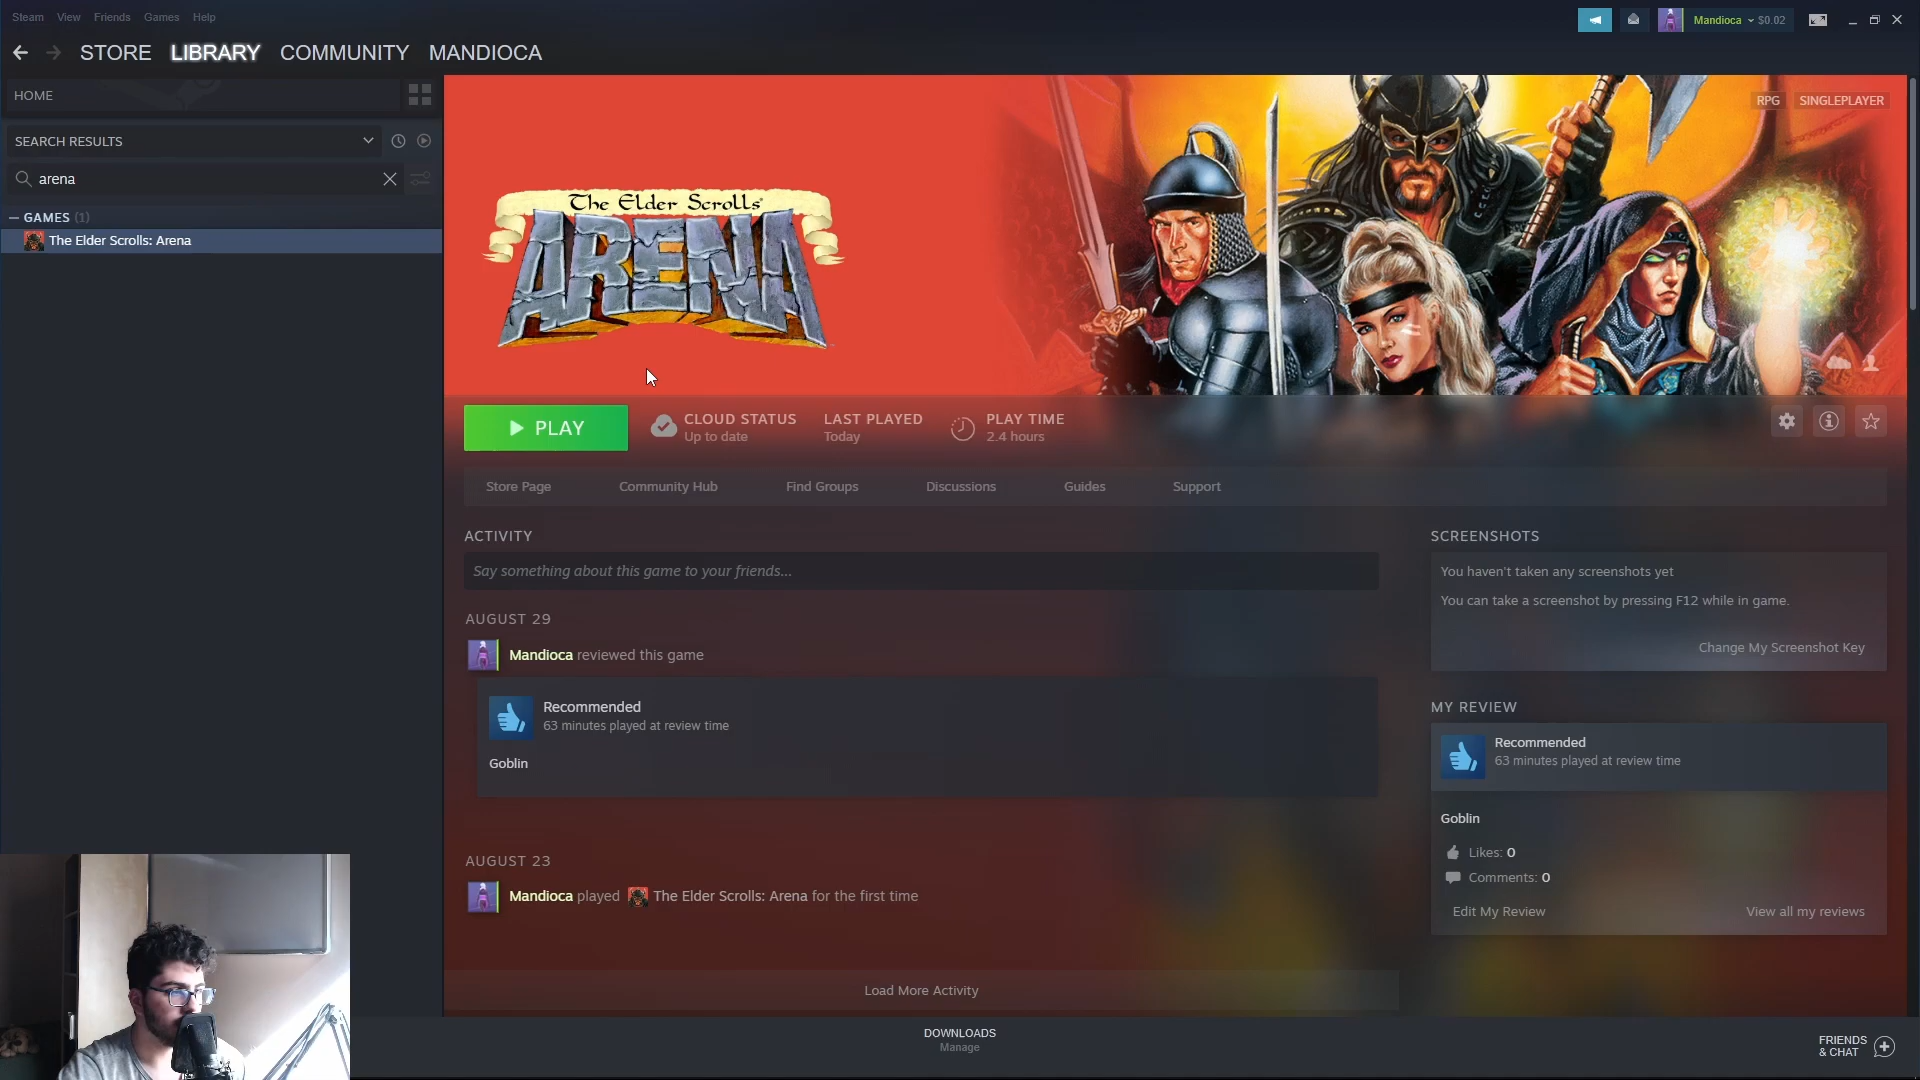 Steam View Friends Games Help
Mandioca $0.02
STORE LIBRARY COMMUNITY MANDIOCA
HOME
SEARCH RESULTS
arena
GAMES (1)
The Elder Scrolls: Arena
RPG SINGLEPLAYER
The Elder Scrolls
ARENA
PLAY
CLOUD STATUS
Up to date
LAST PLAYED
Today
PLAY TIME
2.4 hours
Store Page Community Hub Find Groups Discussions Guides Support
ACTIVITY
Say something about this game to your friends...
AUGUST 29
Mandioca reviewed this game
Recommended
63 minutes played at review time
Goblin
AUGUST 23
Mandioca played The Elder Scrolls: Arena for the first time
Load More Activity
SCREENSHOTS
You haven't taken any screenshots yet
You can take a screenshot by pressing F12 while in game.
Change My Screenshot Key
MY REVIEW
Recommended
63 minutes played at review time
Goblin
Likes: 0
Comments: 0
Edit My Review View all my reviews
DOWNLOADS
Manage
FRIENDS
& CHAT